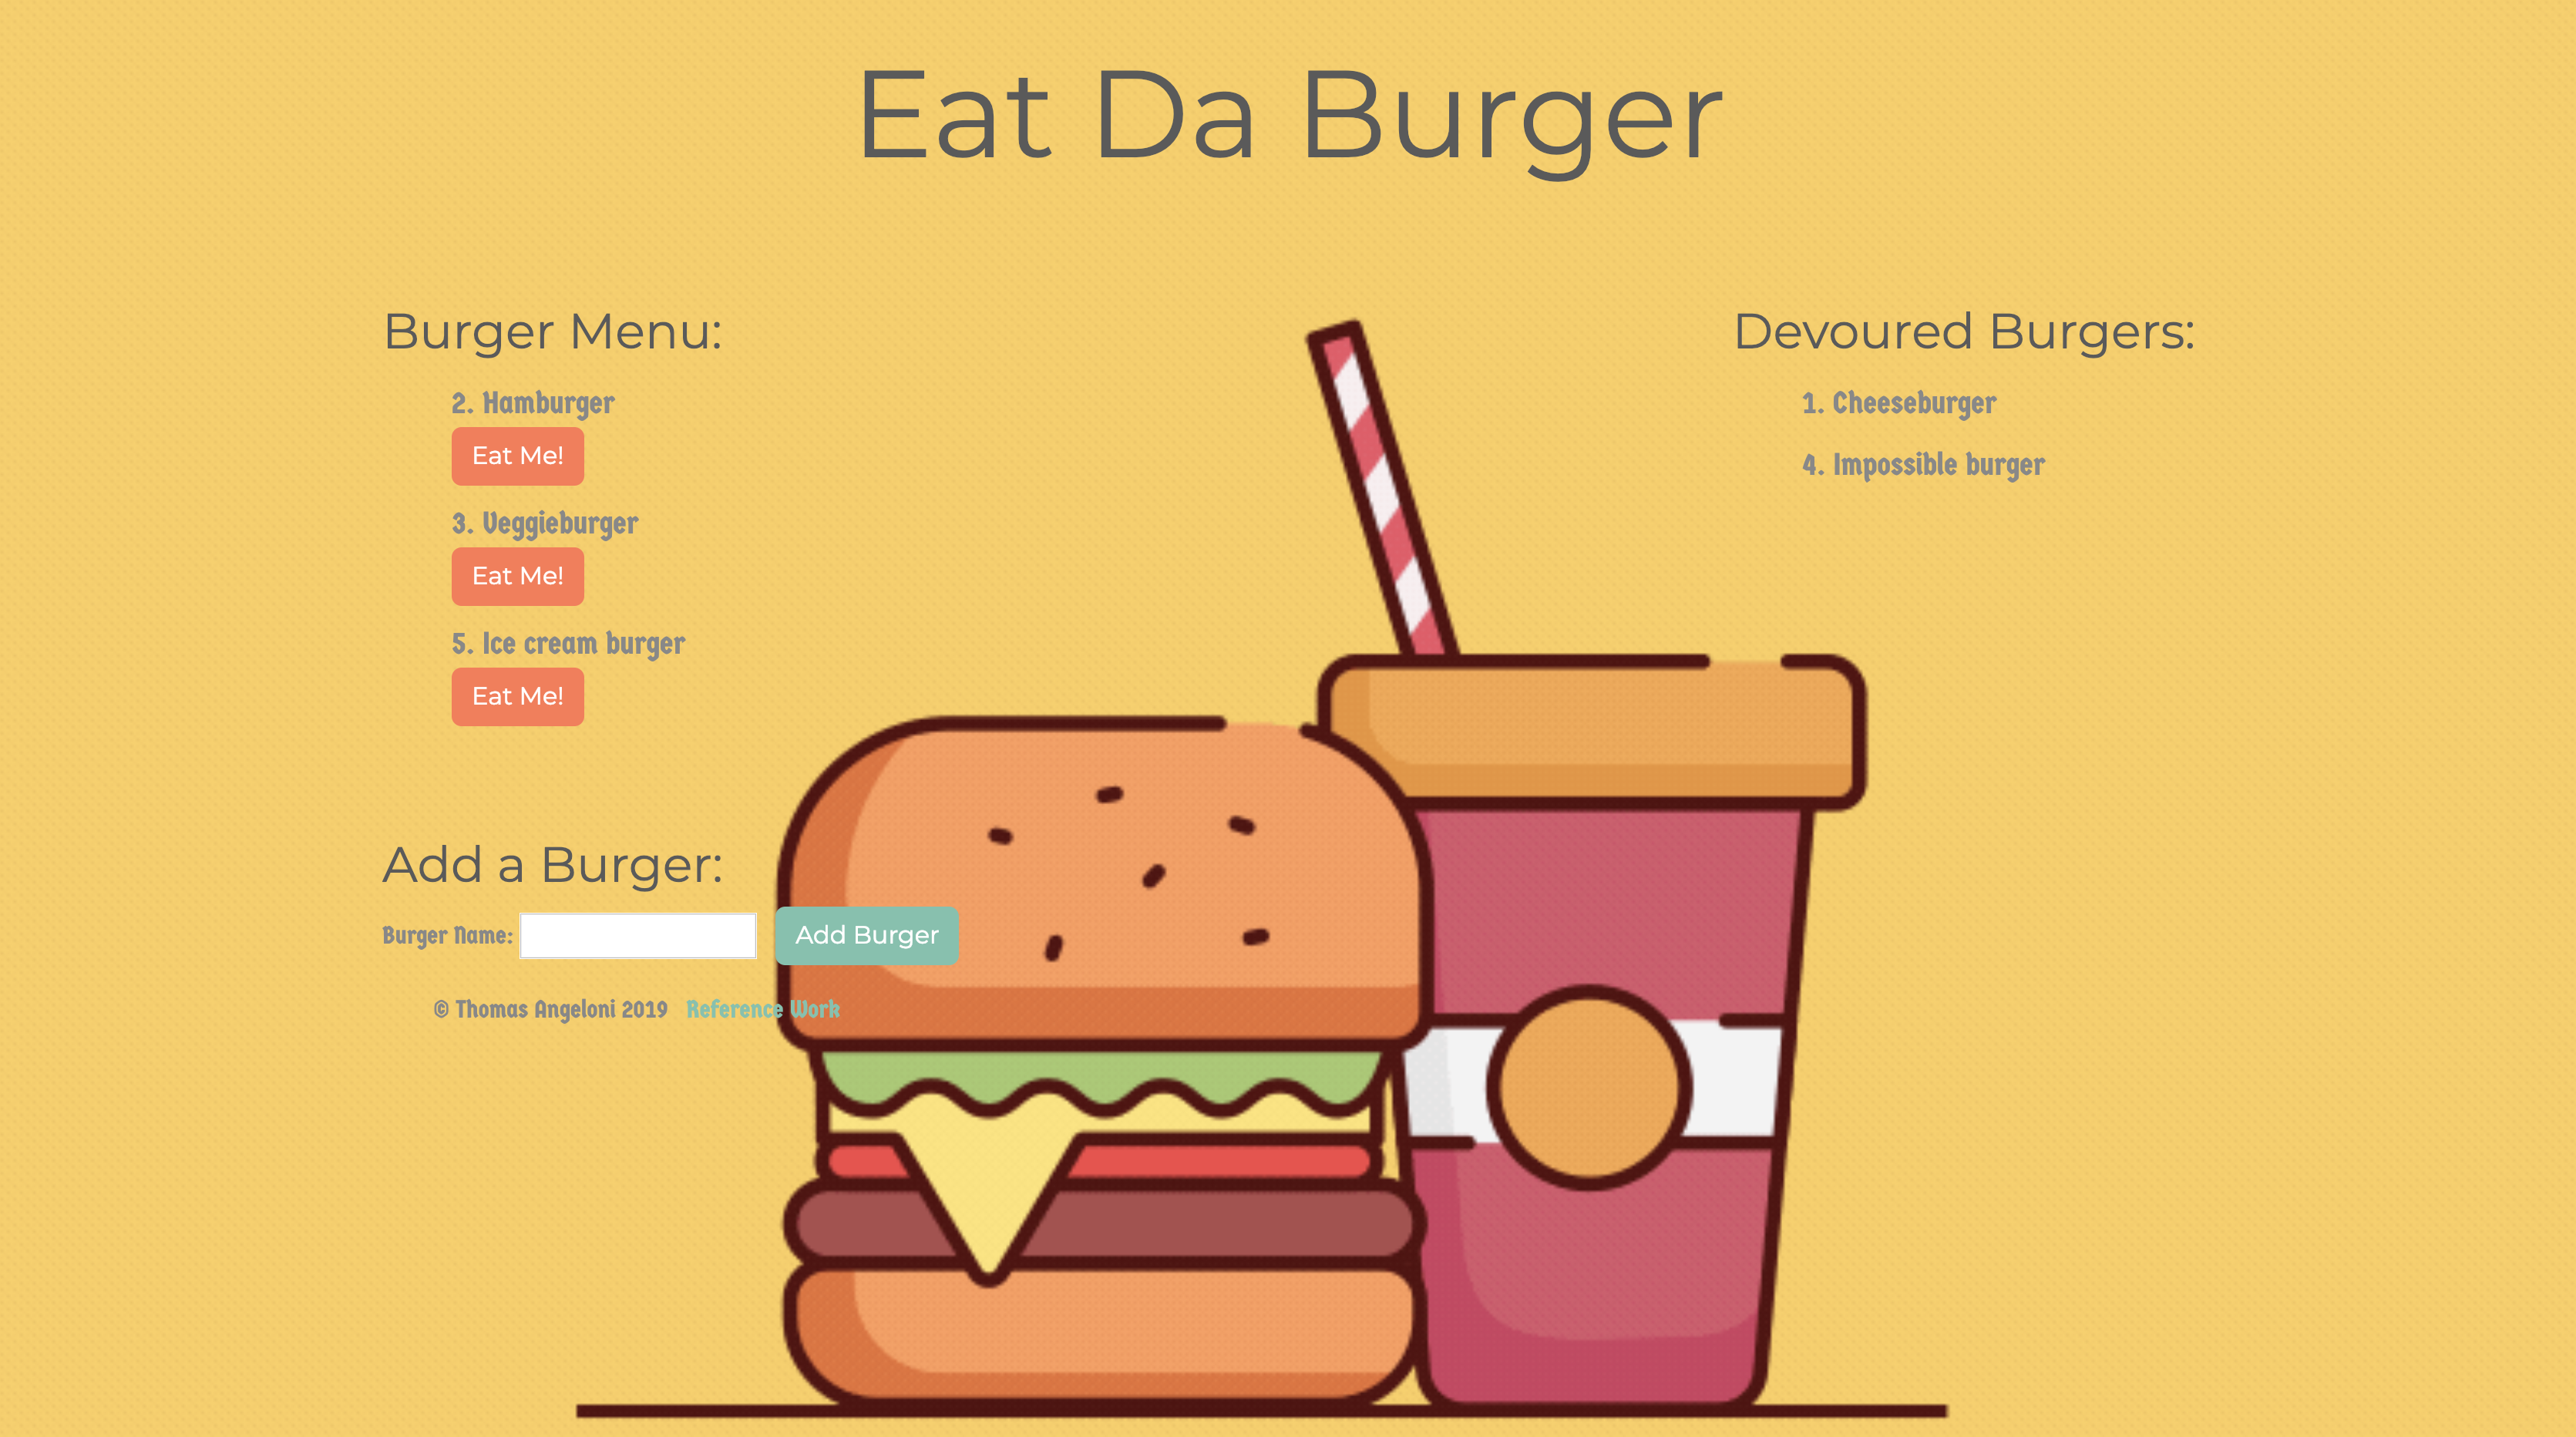 Eat Da Burger
Burger Menu:
2. Hamburger
Eat Me!
3. Veggieburger
Eat Me!
5. Ice cream burger
Eat Me!
Devoured Burgers:
1. Cheeseburger
4. Impossible burger
Add a Burger:
Burger Name: Add Burger
© Thomas Angeloni 2019 Reference Work